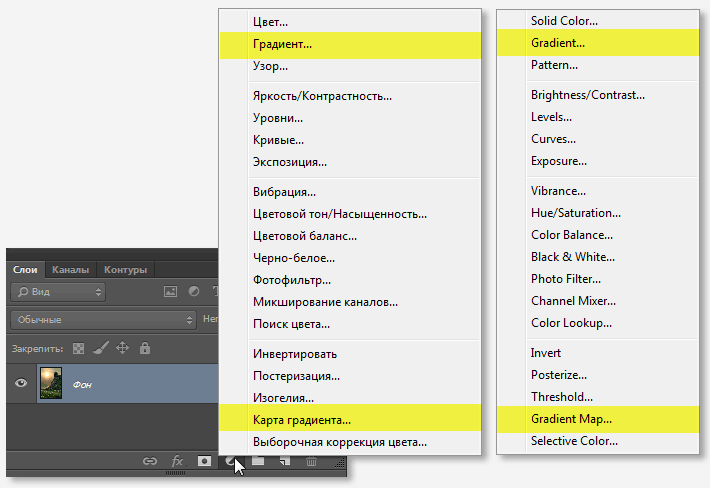 Цвет...
Градиент...
Узор...
Яркость/Контрастность...
Уровни...
Кривые...
Экспозиция...
Вибрация...
Цветовой тон/Насыщенность...
Цветовой баланс...
Черно-белое...
Фотофильтр...
Микширование каналов...
Поиск цвета...
Инвертировать
Постеризация...
Изогелия...
Карта градиента...
Выборочная коррекция цвета...
Solid Color...
Gradient...
Pattern...
Brightness/Contrast...
Levels...
Curves...
Exposure...
Vibrance...
Hue/Saturation...
Color Balance...
Black & White...
Photo Filter...
Channel Mixer...
Color Lookup...
Invert
Posterize...
Threshold...
Gradient Map...
Selective Color...
Слои Каналы Контуры
Вид
Обычные
Закрепить:
Фон
fx